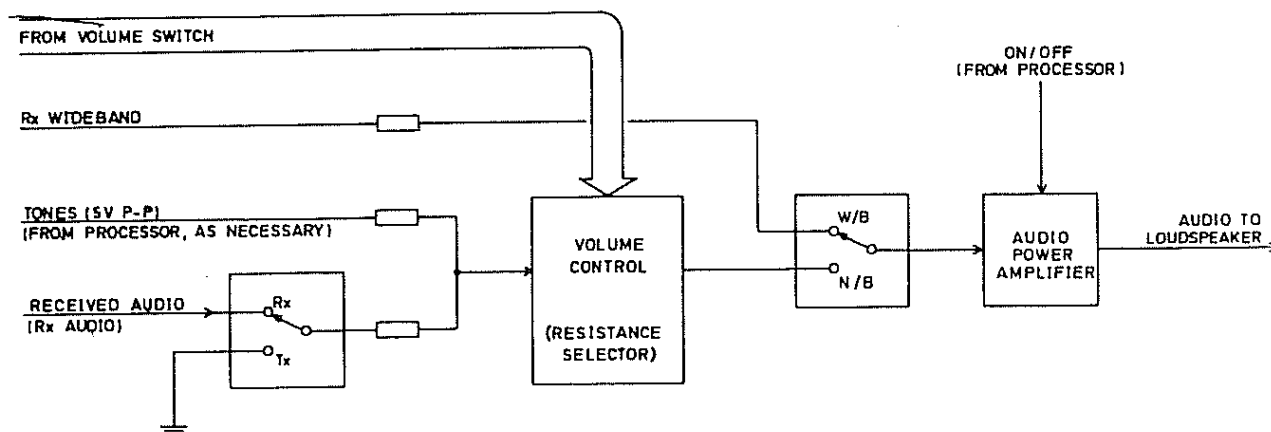 FROM VOLUME SWITCH
ON/OFF
(FROM PROCESSOR)
Rx WIDEBAND
TONES (5V P-P)
(FROM PROCESSOR, AS NECESSARY)
VOLUME
CONTROL
(RESISTANCE
SELECTOR)
W/B
N/B
AUDIO
POWER
AMPLIFIER
AUDIO TO
LOUDSPEAKER
RECEIVED AUDIO
(Rx AUDIO)
Rx
Tx